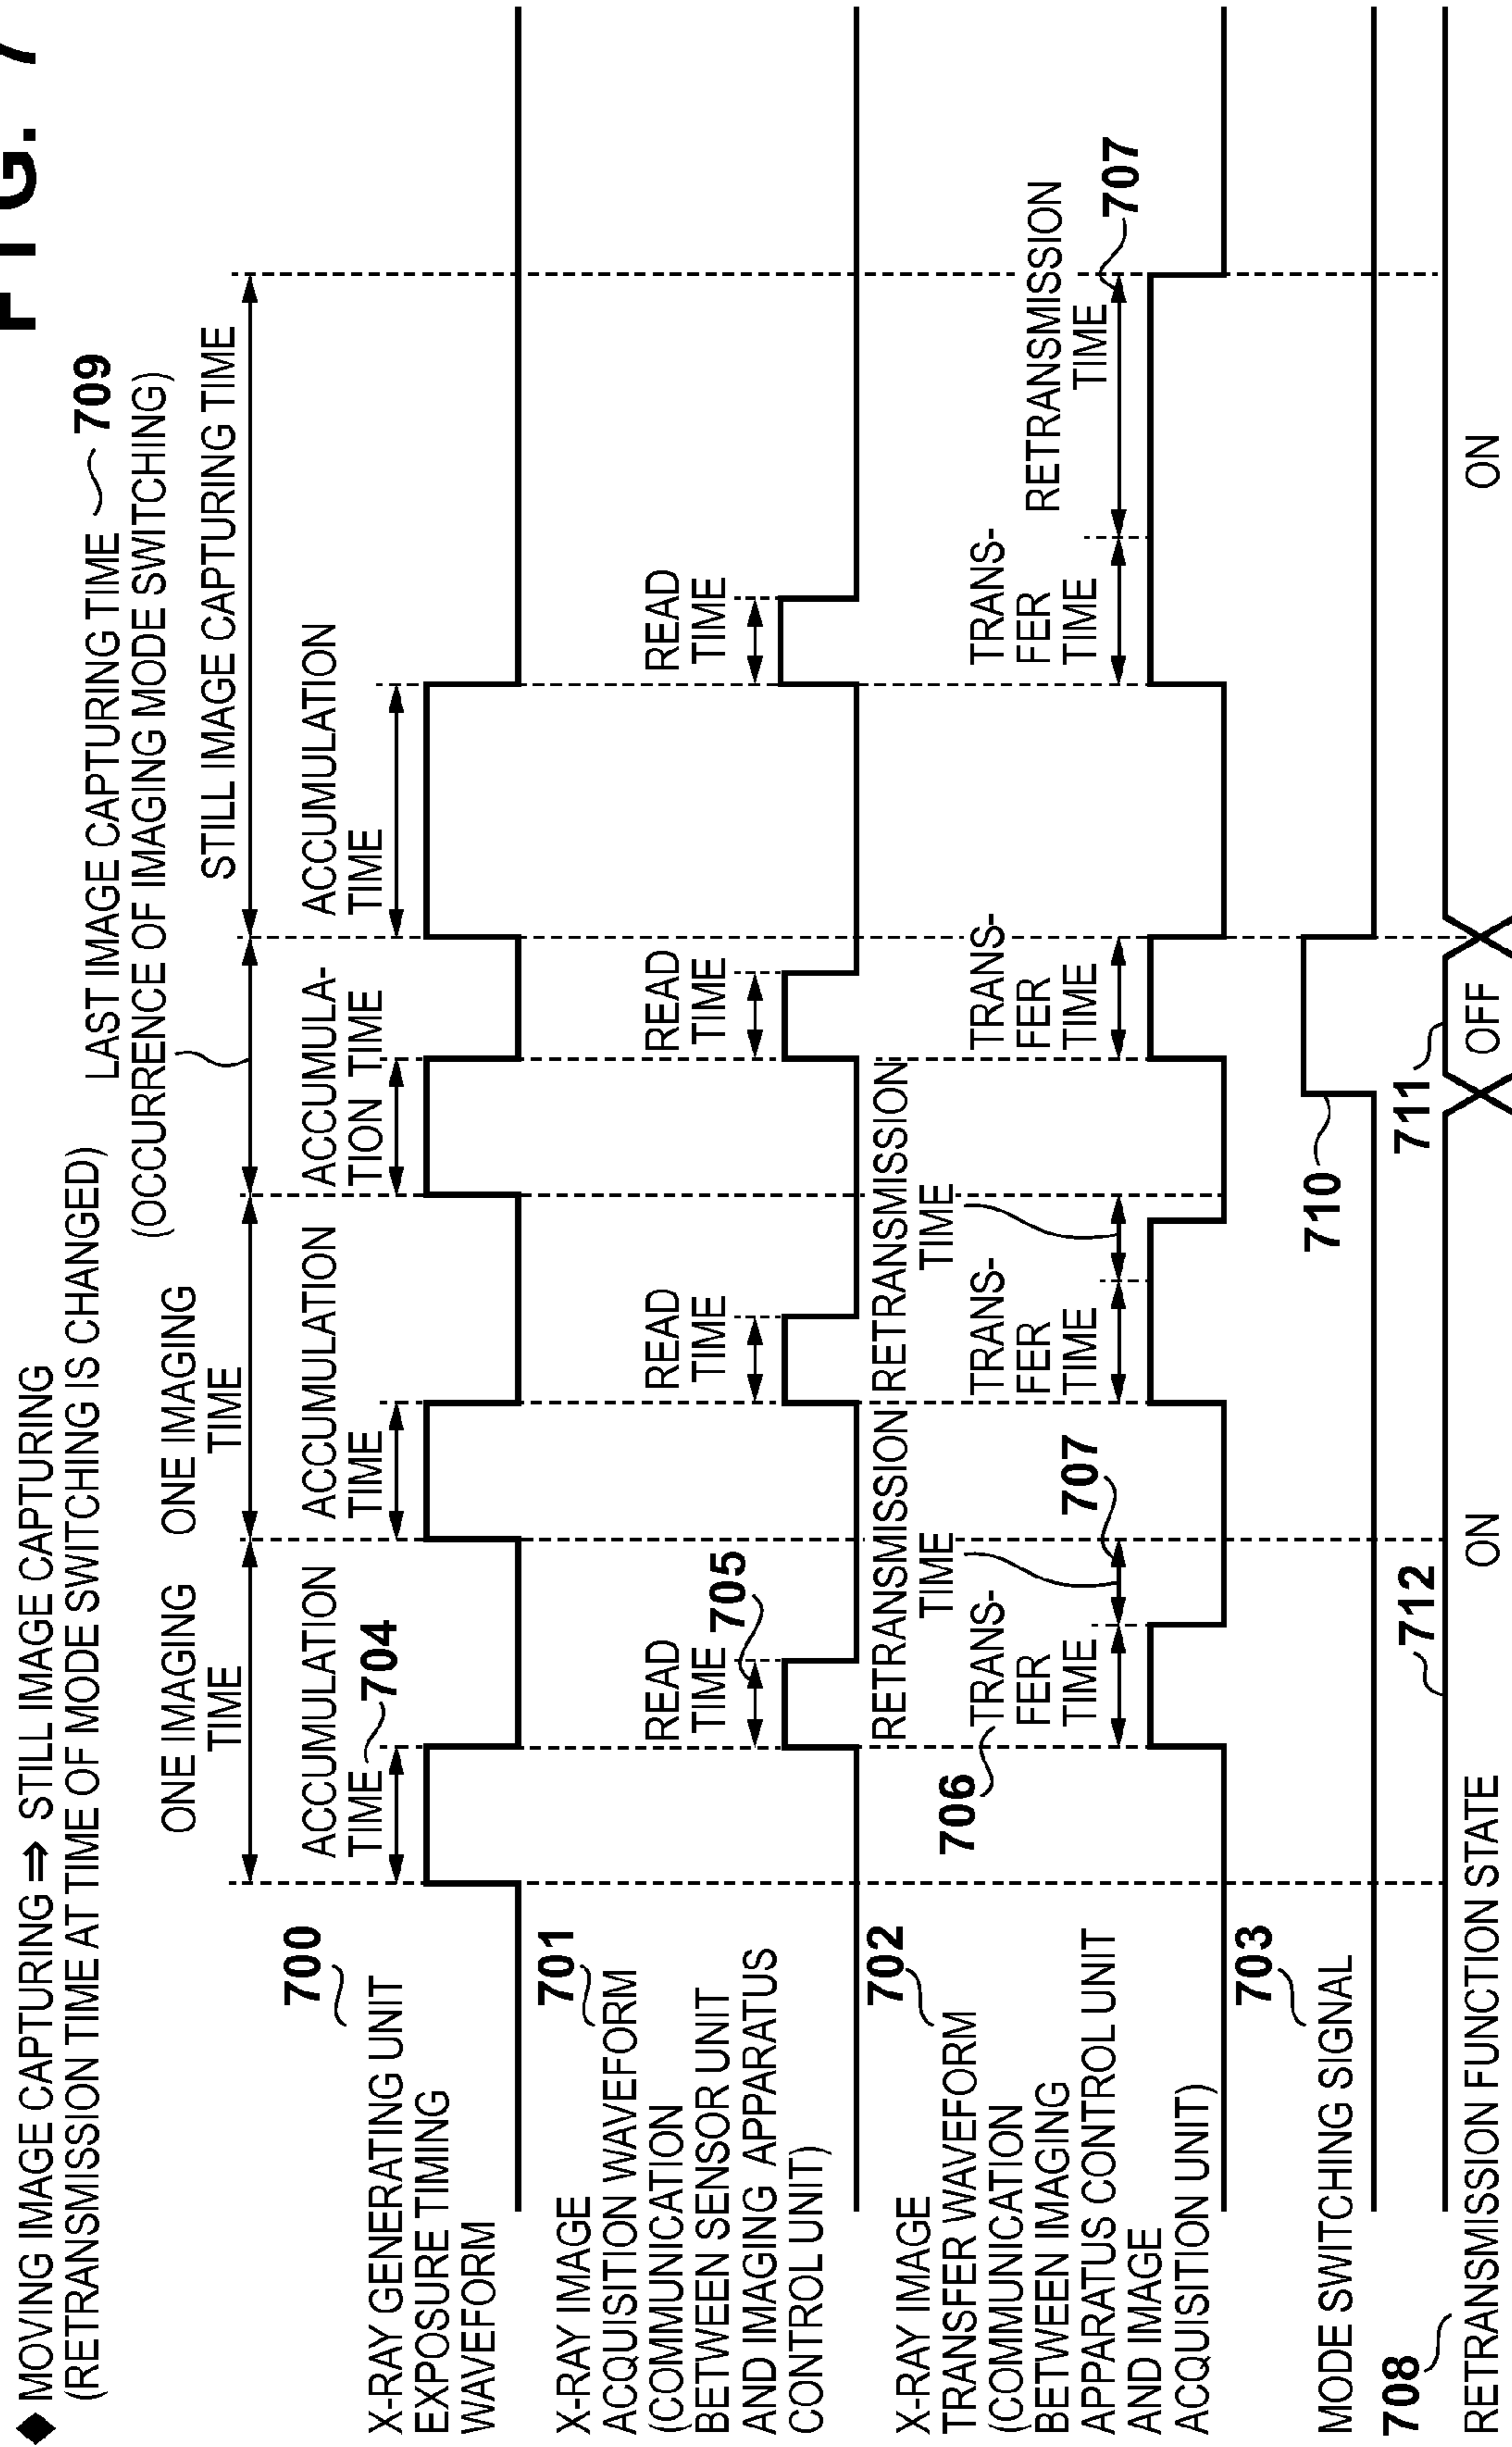 FIG. 7
◆ MOVING IMAGE CAPTURING ⇒ STILL IMAGE CAPTURING
(RETRANSMISSION TIME AT TIME OF MODE SWITCHING IS CHANGED)
LAST IMAGE CAPTURING TIME 709
(OCCURRENCE OF IMAGING MODE SWITCHING)
ONE IMAGING
TIME
ONE IMAGING
TIME
STILL IMAGE CAPTURING TIME
700
X-RAY GENERATING UNIT
EXPOSURE TIMING
WAVEFORM
ACCUMULATION
TIME 704
ACCUMULATION
TIME
ACCUMULA-
TION TIME
ACCUMULATION
TIME
701
X-RAY IMAGE
ACQUISITION WAVEFORM
(COMMUNICATION
BETWEEN SENSOR UNIT
AND IMAGING APPARATUS
CONTROL UNIT)
READ
TIME 705
READ
TIME
READ
TIME
READ
TIME
702
X-RAY IMAGE
TRANSFER WAVEFORM
(COMMUNICATION
BETWEEN IMAGING
APPARATUS CONTROL UNIT
AND IMAGE
ACQUISITION UNIT)
RETRANSMISSION
TIME
RETRANSMISSION
TIME
706
TRANS-
FER
TIME
707
TRANS-
FER
TIME
TRANS-
FER
TIME
TRANS-
FER
TIME
RETRANSMISSION
TIME
707
703
MODE SWITCHING SIGNAL
710
708
RETRANSMISSION FUNCTION STATE
712
ON
711
OFF
ON